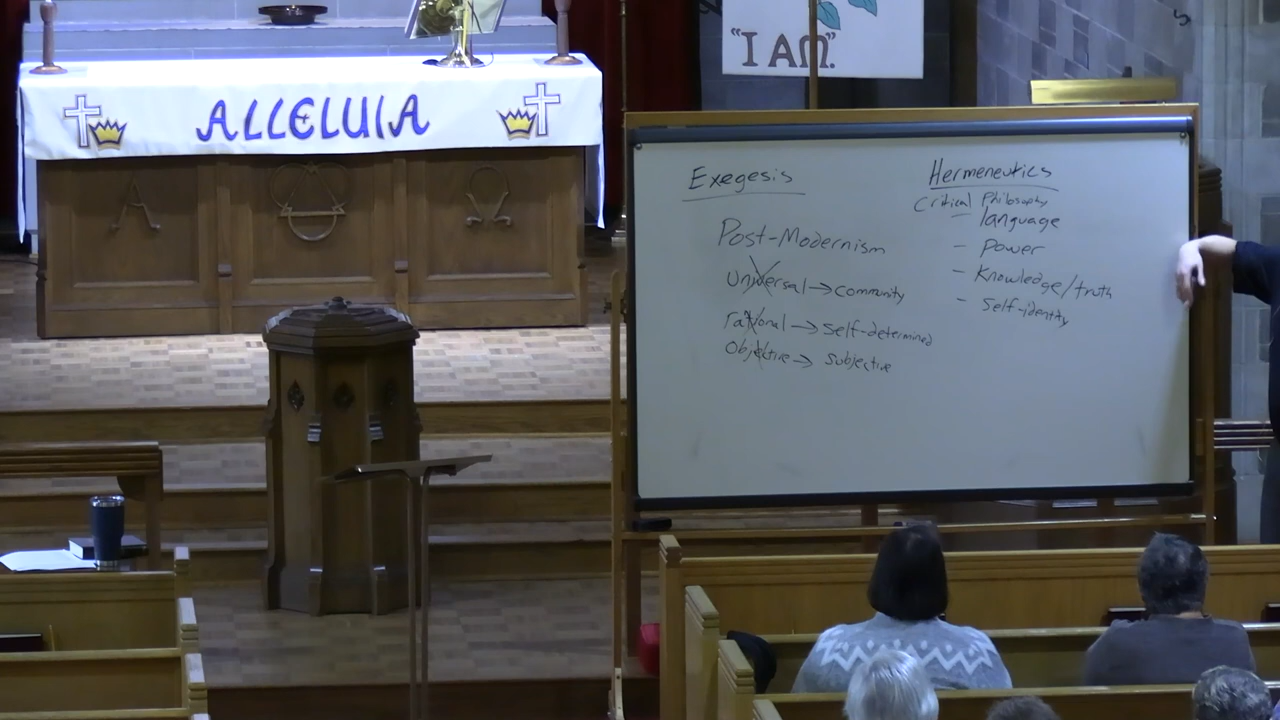 "I AM."
ALLELUIA
Α Ω
Exegesis
Post-Modernism
Universal → community
rational → self-determined
Objective → subjective
Hermeneutics
Critical Philosophy
- language
- Power
- Knowledge/truth
- Self-identity